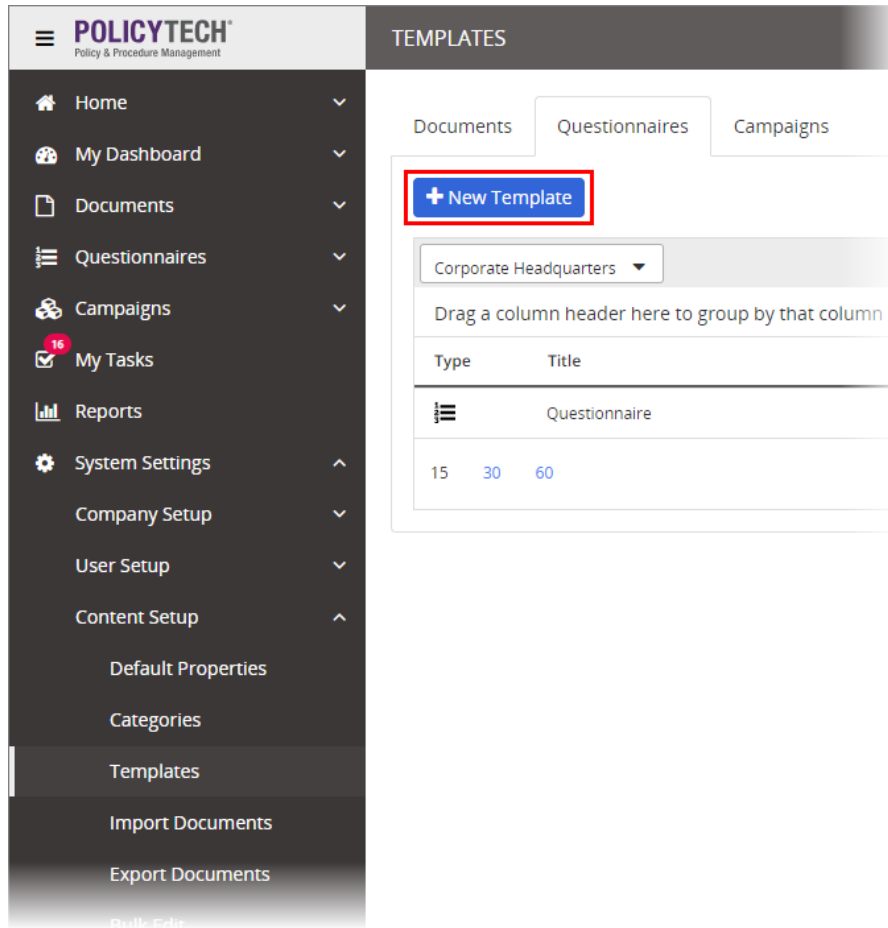 POLICYTECH®
Policy & Procedure Management
Home
My Dashboard
Documents
Questionnaires
Campaigns
16
My Tasks
Reports
System Settings
Company Setup
User Setup
Content Setup
Default Properties
Categories
Templates
Import Documents
Export Documents
Bulk Edit
TEMPLATES
Documents Questionnaires Campaigns
+ New Template
Corporate Headquarters
Drag a column header here to group by that column
Type Title
Questionnaire
15 30 60